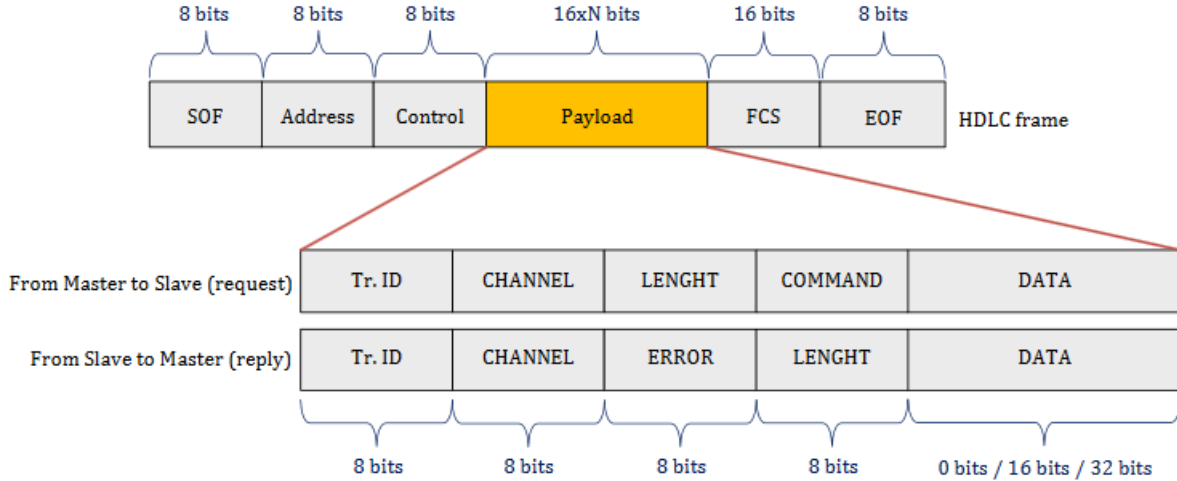 8 bits 8 bits 8 bits 16xN bits 16 bits 8 bits
SOF Address Control Payload FCS EOF HDLC frame
From Master to Slave (request) Tr. ID CHANNEL LENGHT COMMAND DATA
From Slave to Master (reply) Tr. ID CHANNEL ERROR LENGHT DATA
8 bits 8 bits 8 bits 8 bits 0 bits / 16 bits / 32 bits